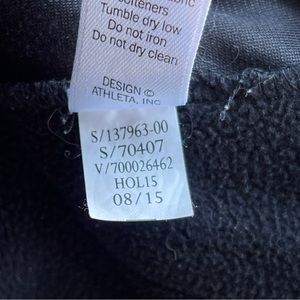 softeners
Tumble dry low
Do not iron
Do not dry clean
DESIGN ©
ATHLETA, INC.
S/137963-00
S/70407
V/700026462
HOL15
08/15